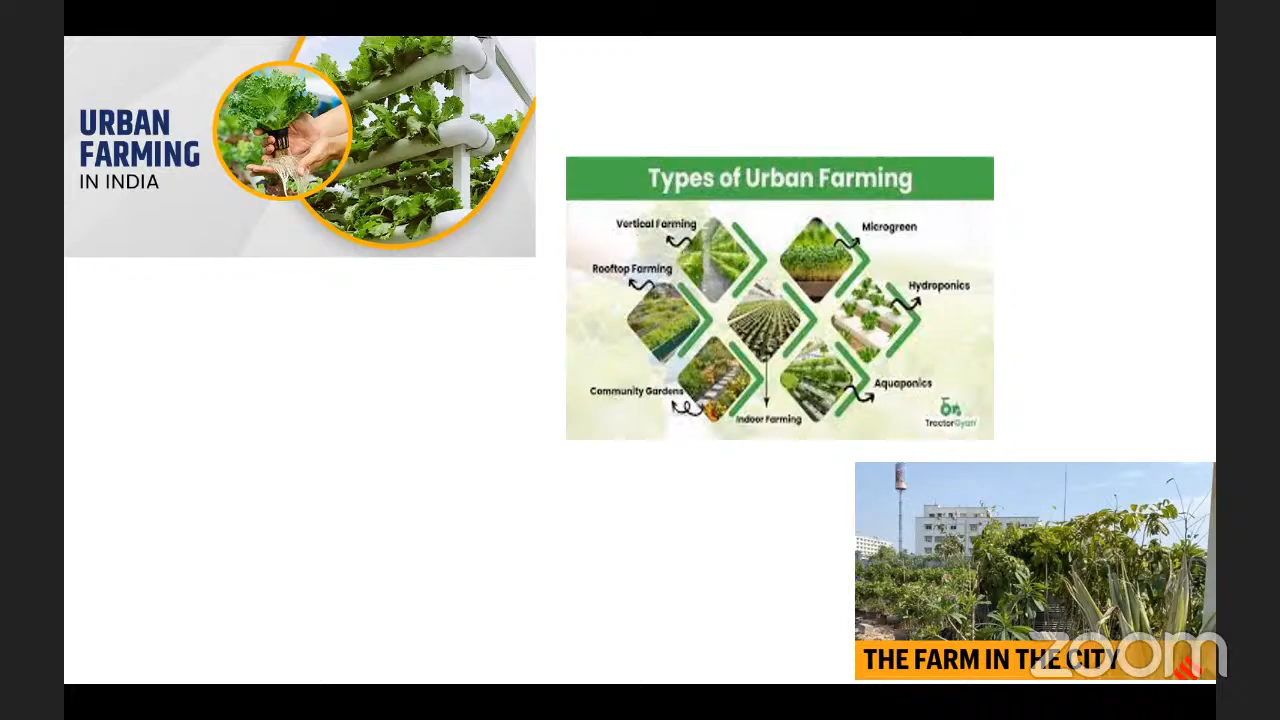 URBAN
FARMING
IN INDIA
Types of Urban Farming
Vertical Farming
Microgreen
Rooftop Farming
Hydroponics
Community Gardens
Aquaponics
Indoor Farming
TractorGyan
THE FARM IN THE CITY
zoom